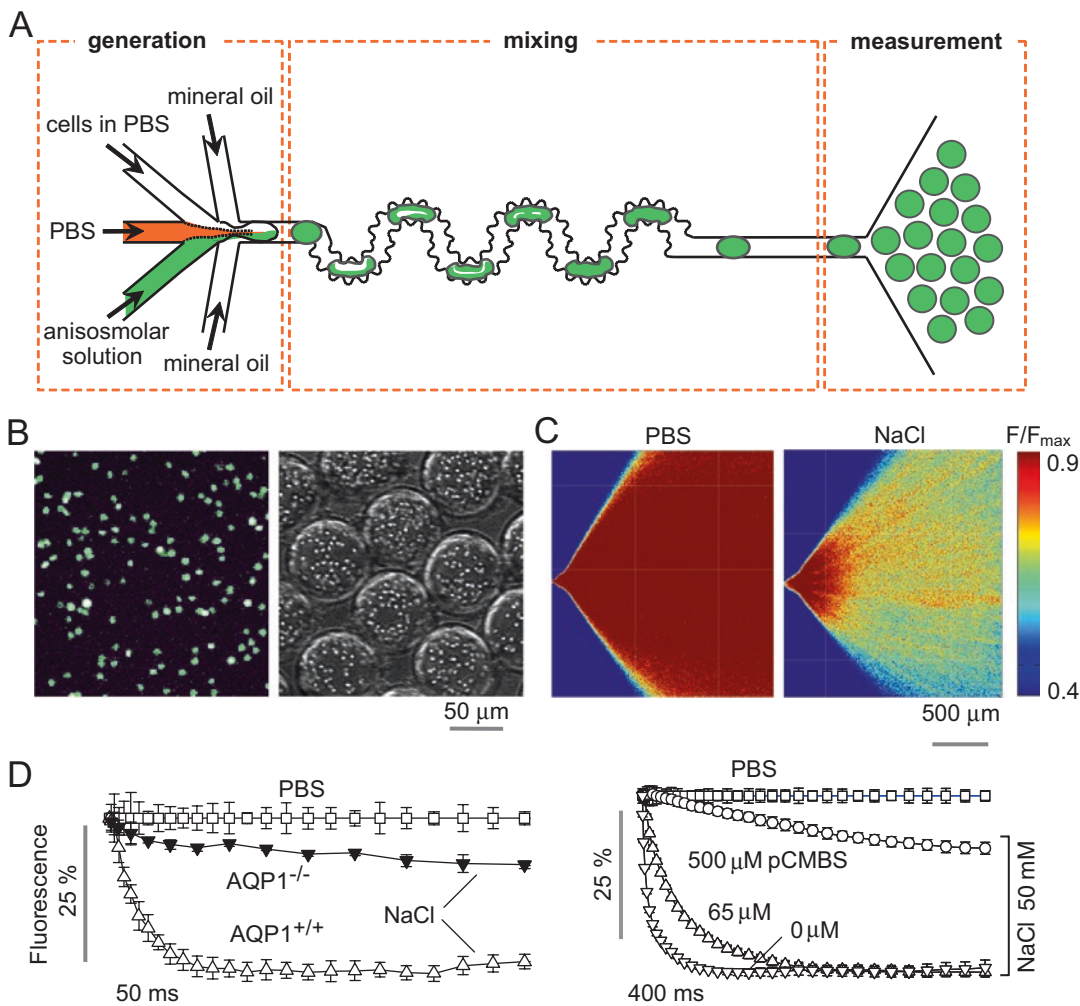 A
generation
mixing
measurement
mineral oil
cells in PBS
PBS
anisosmolar
solution
mineral oil
B
50 µm
C
PBS
NaCl
F/Fmax
0.9
0.4
500 µm
D
Fluorescence
25 %
PBS
AQP1-/-
NaCl
AQP1+/+
50 ms
25 %
PBS
500 µM pCMBS
65 µM
0 µM
NaCl 50 mM
400 ms